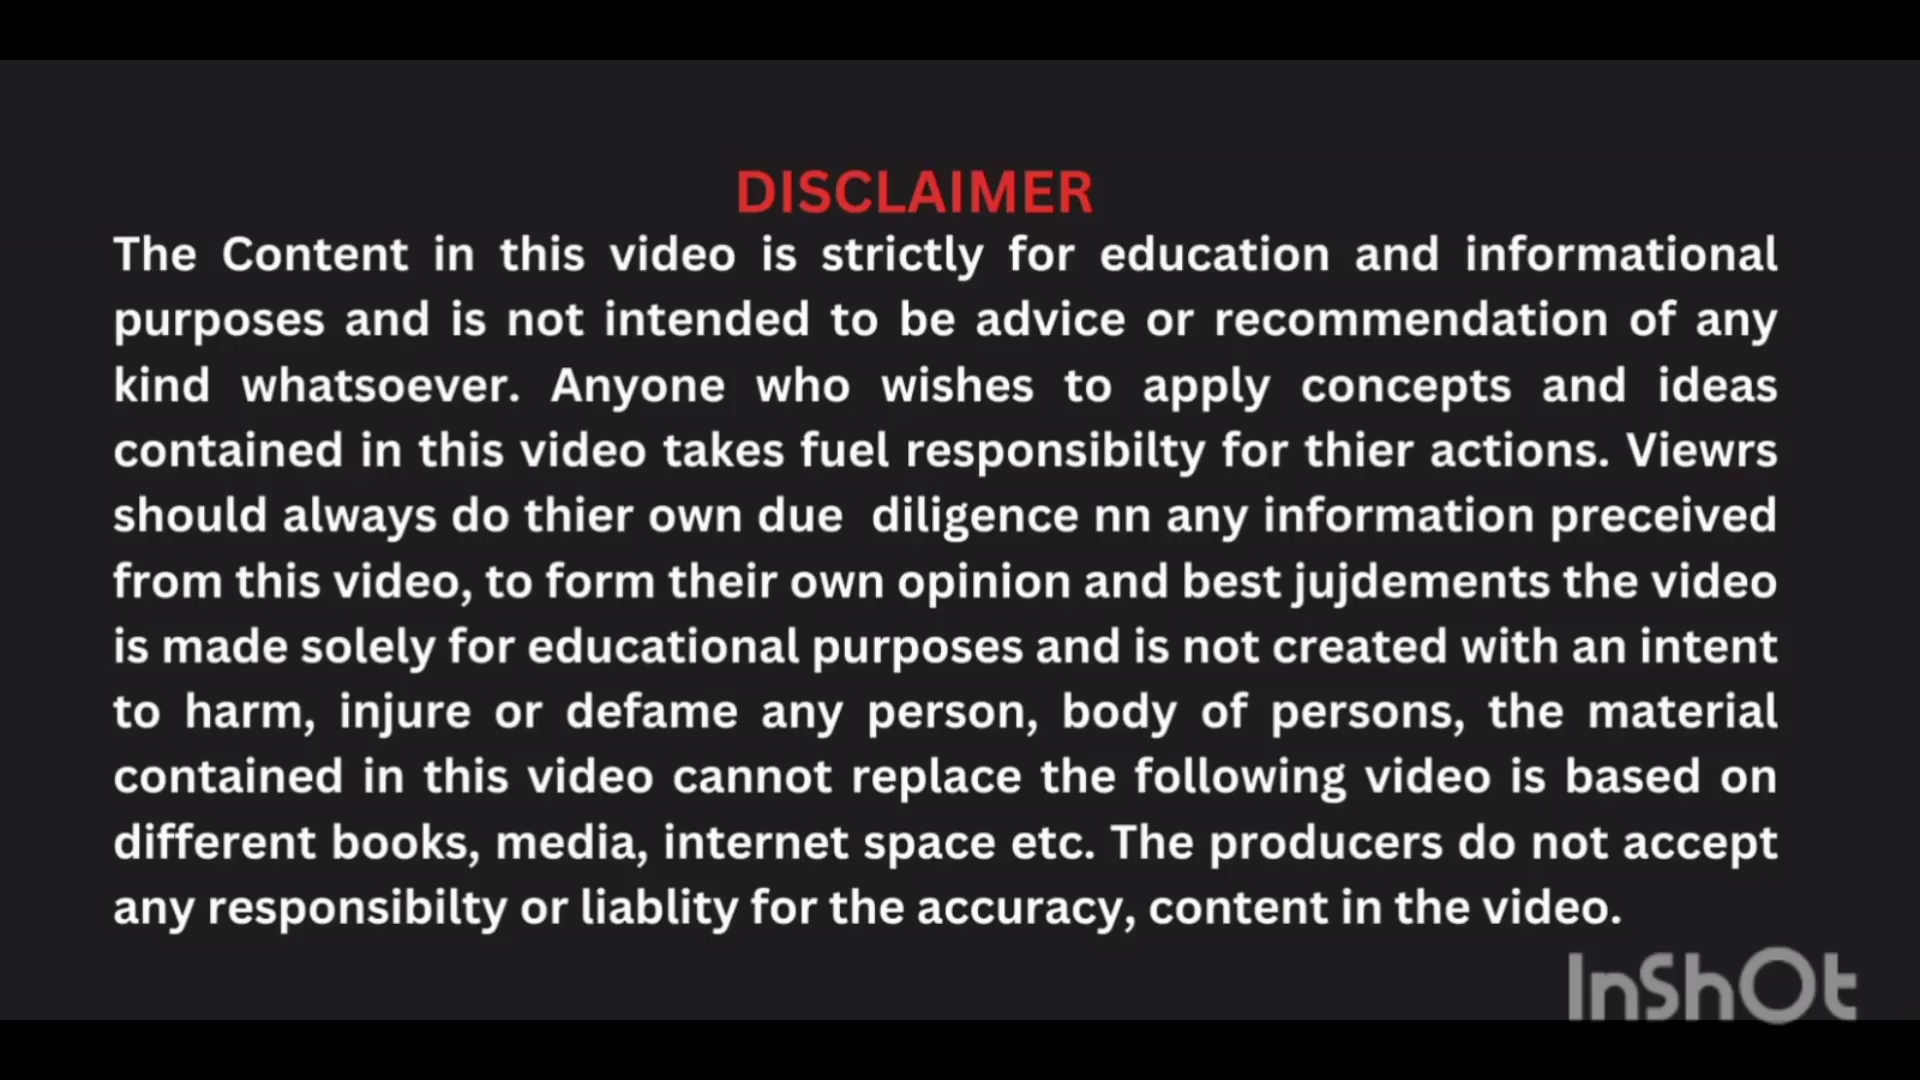 DISCLAIMER
The Content in this video is strictly for education and informational
purposes and is not intended to be advice or recommendation of any
kind whatsoever. Anyone who wishes to apply concepts and ideas
contained in this video takes fuel responsibilty for thier actions. Viewrs
should always do thier own due diligence nn any information preceived
from this video, to form their own opinion and best jujdements the video
is made solely for educational purposes and is not created with an intent
to harm, injure or defame any person, body of persons, the material
contained in this video cannot replace the following video is based on
different books, media, internet space etc. The producers do not accept
any responsibilty or liablity for the accuracy, content in the video.
InShOt